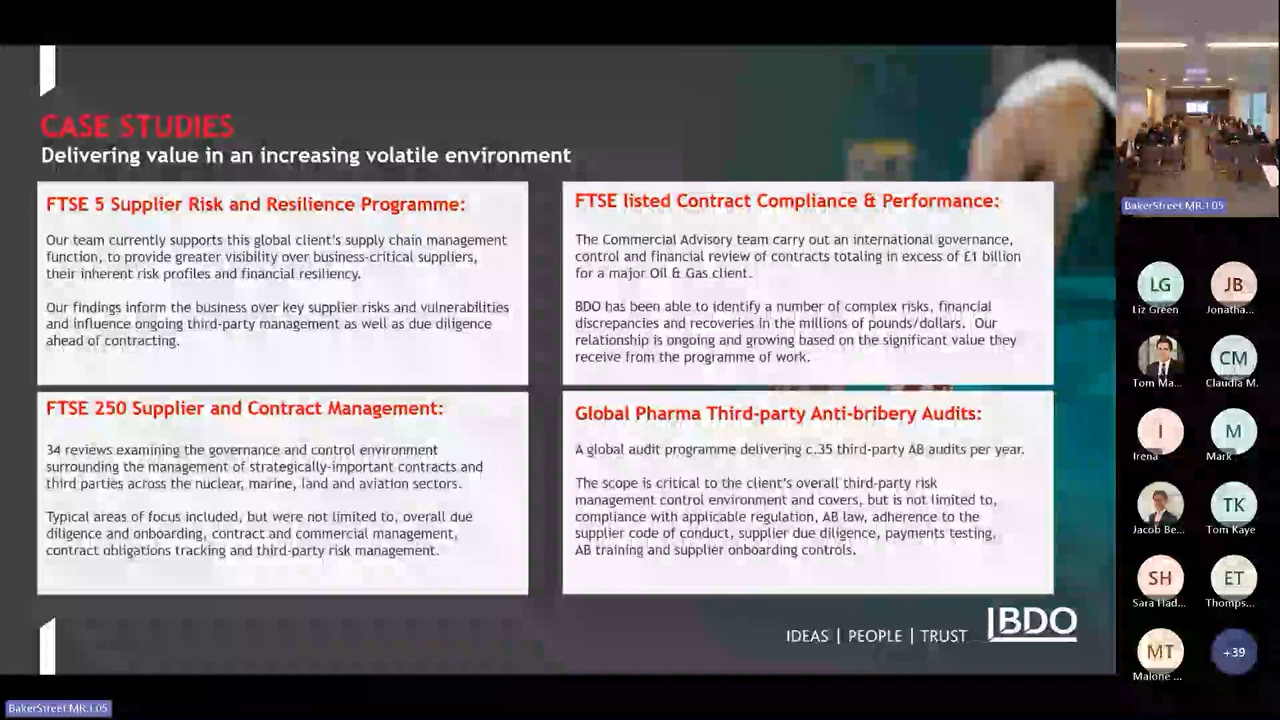 CASE STUDIES
Delivering value in an increasing volatile environment
FTSE 5 Supplier Risk and Resilience Programme:
Our team currently supports this global client's supply chain management
function, to provide greater visibility over business-critical suppliers,
their inherent risk profiles and financial resiliency.
Our findings inform the business over key supplier risks and vulnerabilities
and influence ongoing third-party management as well as due diligence
ahead of contracting.
FTSE listed Contract Compliance & Performance:
The Commercial Advisory team carry out an international governance,
control and financial review of contracts totaling in excess of £1 billion
for a major Oil & Gas client.
BDO has been able to identify a number of complex risks, financial
discrepancies and recoveries in the millions of pounds/dollars. Our
relationship is ongoing and growing based on the significant value they
receive from the programme of work.
FTSE 250 Supplier and Contract Management:
34 reviews examining the governance and control environment
surrounding the management of strategically-important contracts and
third parties across the nuclear, marine, land and aviation sectors.
Typical areas of focus included, but were not limited to, overall due
diligence and onboarding, contract and commercial management,
contract obligations tracking and third-party risk management.
Global Pharma Third-party Anti-bribery Audits:
A global audit programme delivering c.35 third-party AB audits per year.
The scope is critical to the client's overall third-party risk
management control environment and covers, but is not limited to,
compliance with applicable regulation, AB law, adherence to the
supplier code of conduct, supplier due diligence, payments testing,
AB training and supplier onboarding controls.
IDEAS | PEOPLE | TRUST
BDO
BakerStreet MR.1.05
BakerStreet MR.1.05
LG
Liz Green
JB
Jonatha...
Tom Ma...
CM
Claudia M.
I
Irena
M
Mark
Jacob Be...
TK
Tom Kaye
SH
Sara Had...
ET
Thomps...
MT
Malone ...
+39